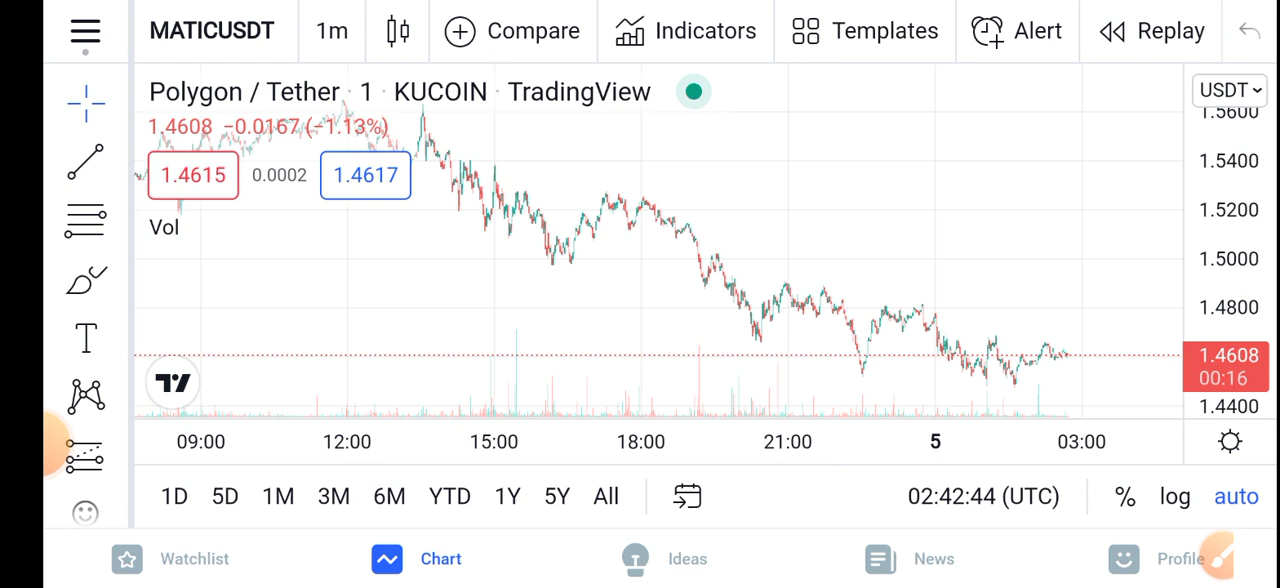 MATICUSDT 1m Compare Indicators Templates Alert Replay
Polygon / Tether · 1 · KUCOIN · TradingView
USDT
1.4608 −0.0167 (−1.13%)
1.4615 0.0002 1.4617
Vol
1.5600
1.5400
1.5200
1.5000
1.4800
1.4608
00:16
1.4400
09:00 12:00 15:00 18:00 21:00 5 03:00
1D 5D 1M 3M 6M YTD 1Y 5Y All 02:42:44 (UTC) % log auto
Watchlist Chart Ideas News Profile